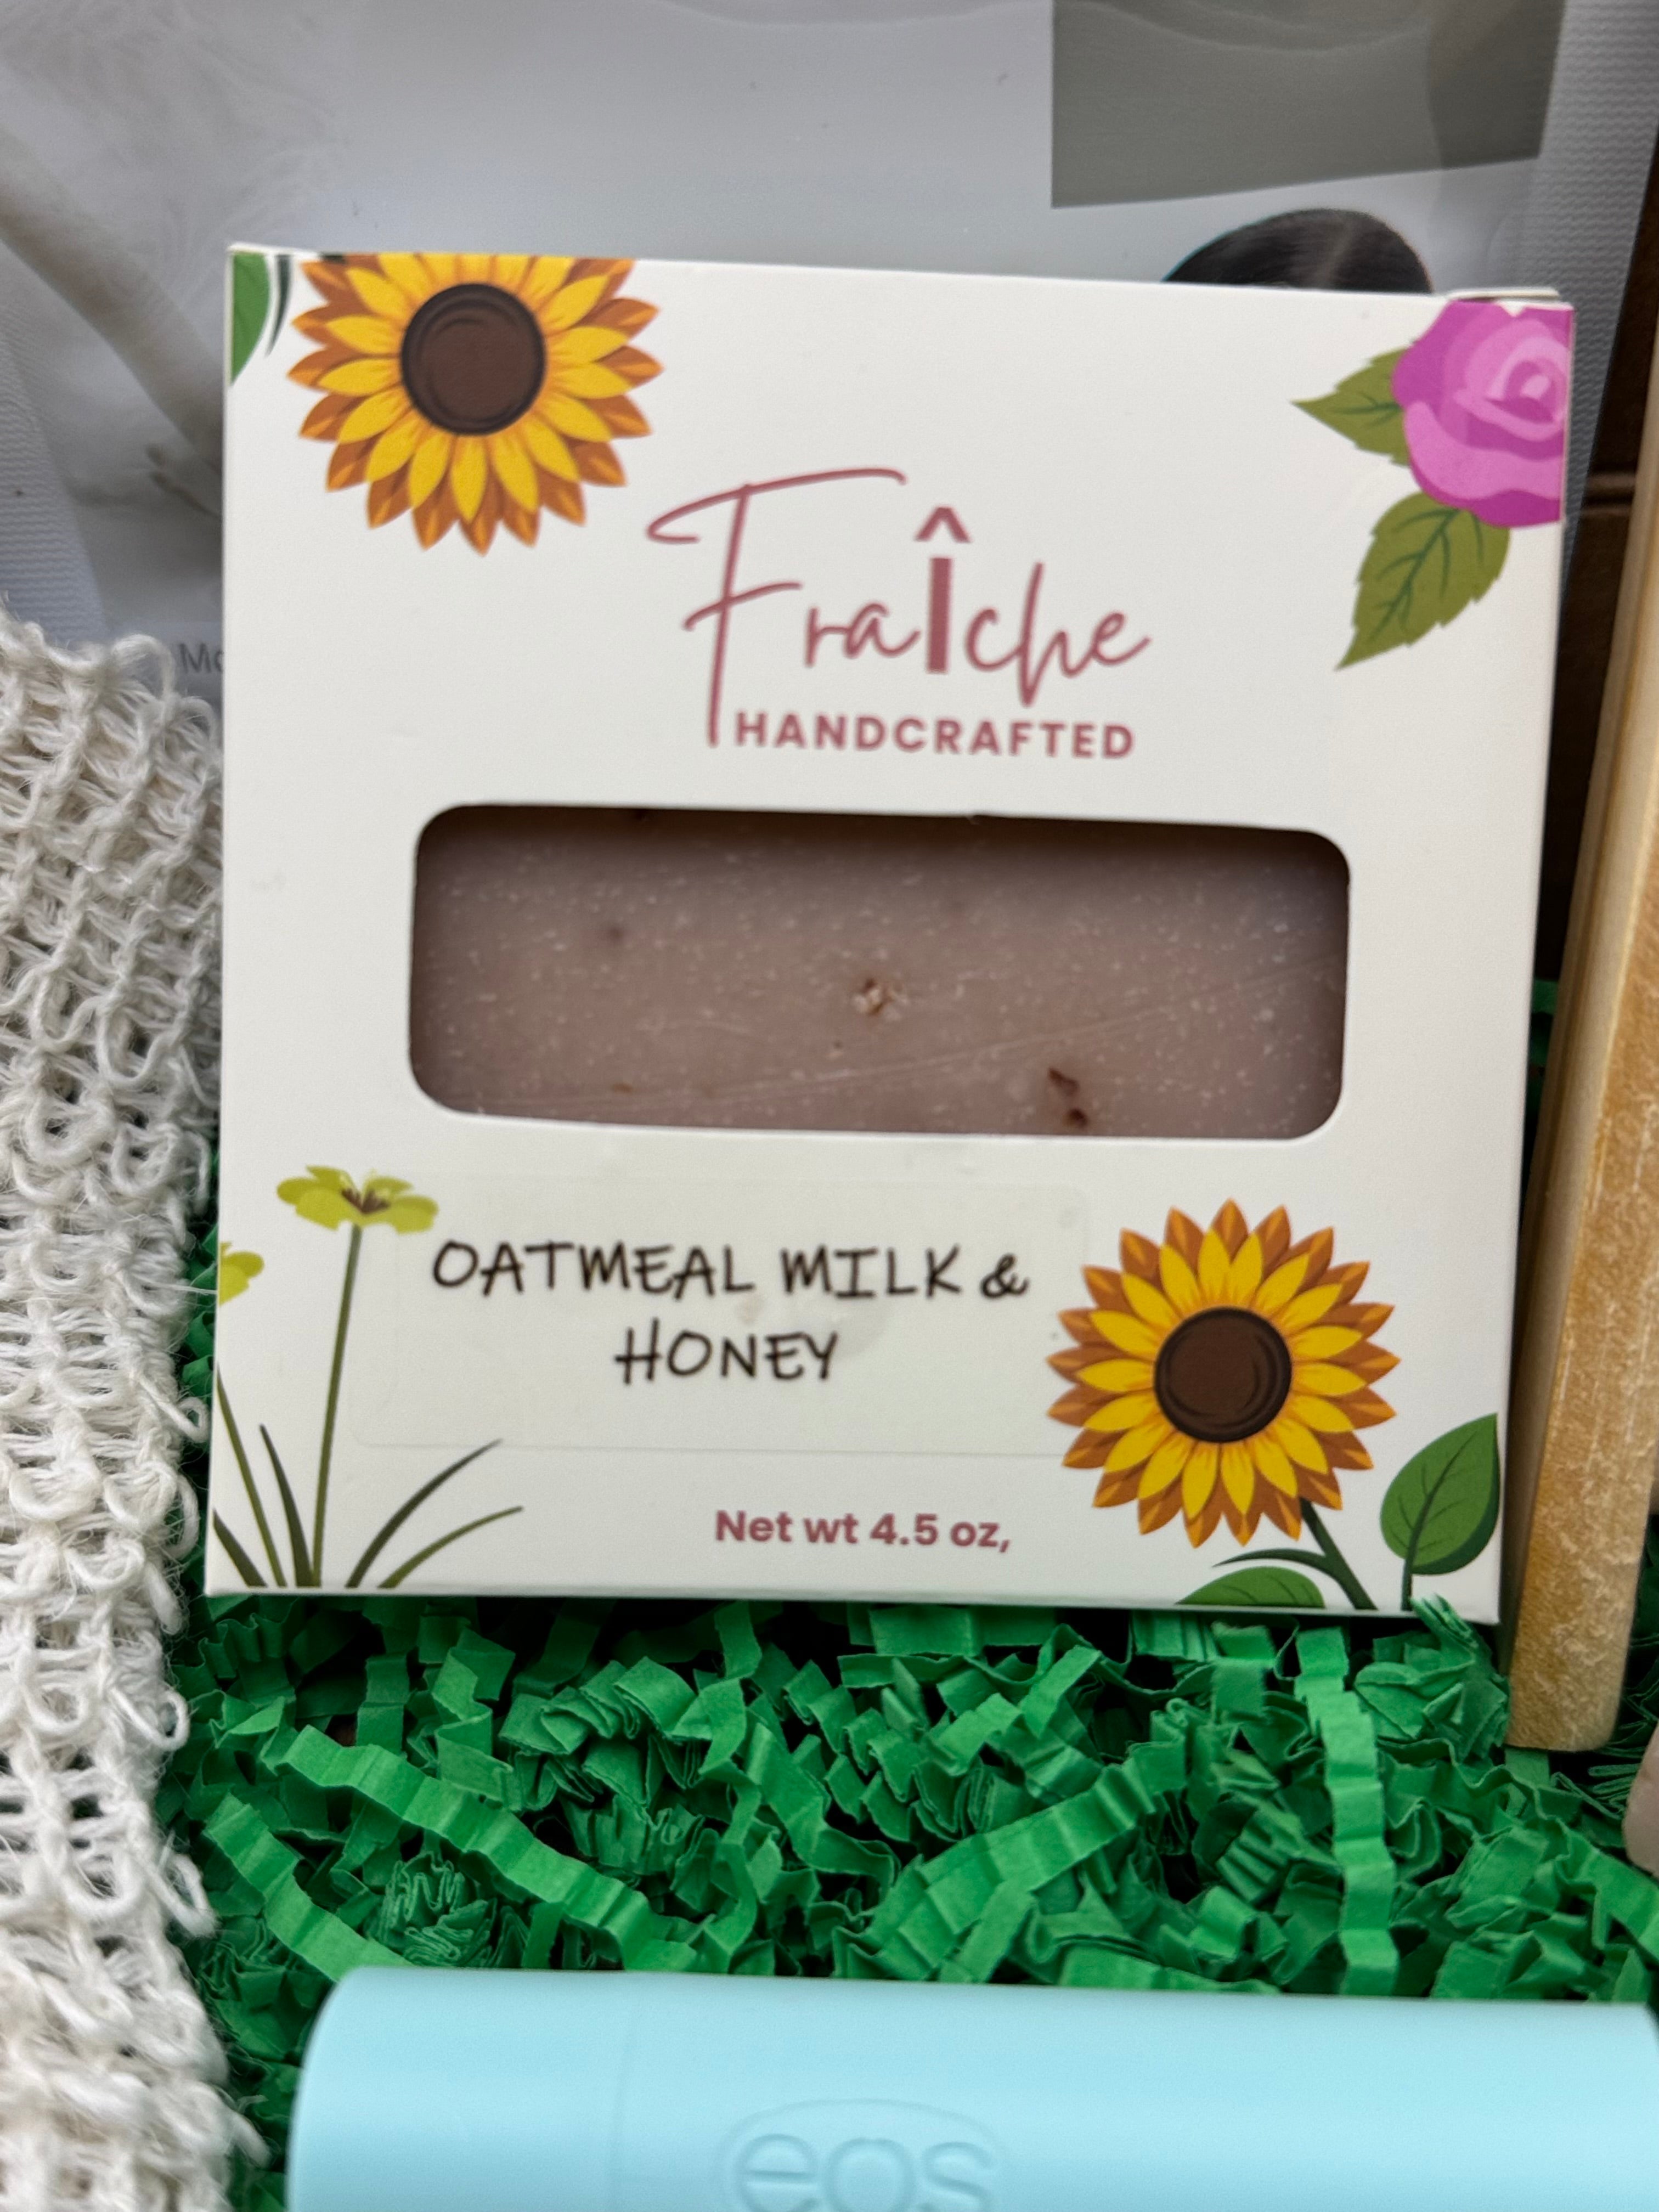 Fraîche
HANDCRAFTED
OATMEAL MILK &
HONEY
Net wt 4.5 oz,
eos